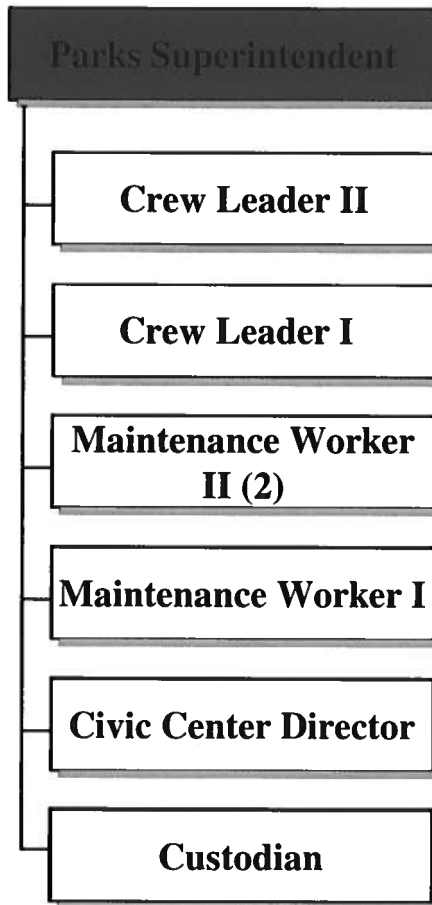 Parks Superintendent
Crew Leader II
Crew Leader I
Maintenance Worker
II (2)
Maintenance Worker I
Civic Center Director
Custodian